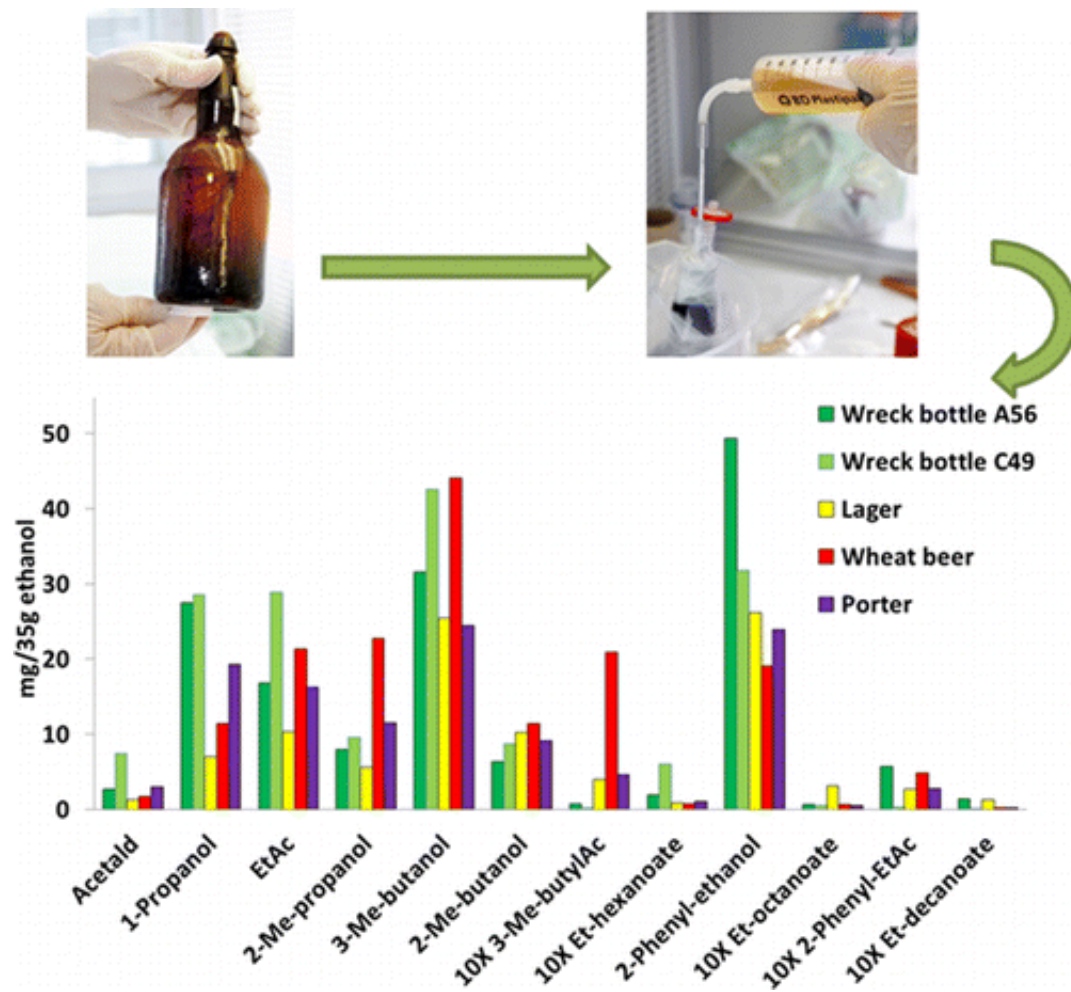 BD Plastipak
Wreck bottle A56
Wreck bottle C49
Lager
Wheat beer
Porter
mg/35g ethanol
50
40
30
20
10
0
Acetald
1-Propanol
EtAc
2-Me-propanol
3-Me-butanol
2-Me-butanol
10X 3-Me-butylAc
10X Et-hexanoate
2-Phenyl-ethanol
10X Et-octanoate
10X 2-Phenyl-EtAc
10X Et-decanoate